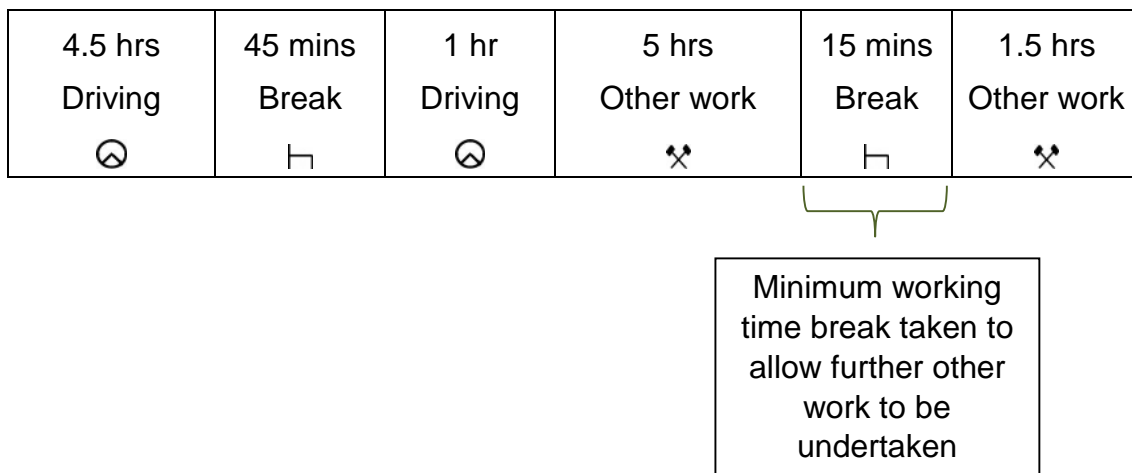 4.5 hrs
Driving
45 mins
Break
1 hr
Driving
5 hrs
Other work
15 mins
Break
1.5 hrs
Other work
Minimum working
time break taken to
allow further other
work to be
undertaken